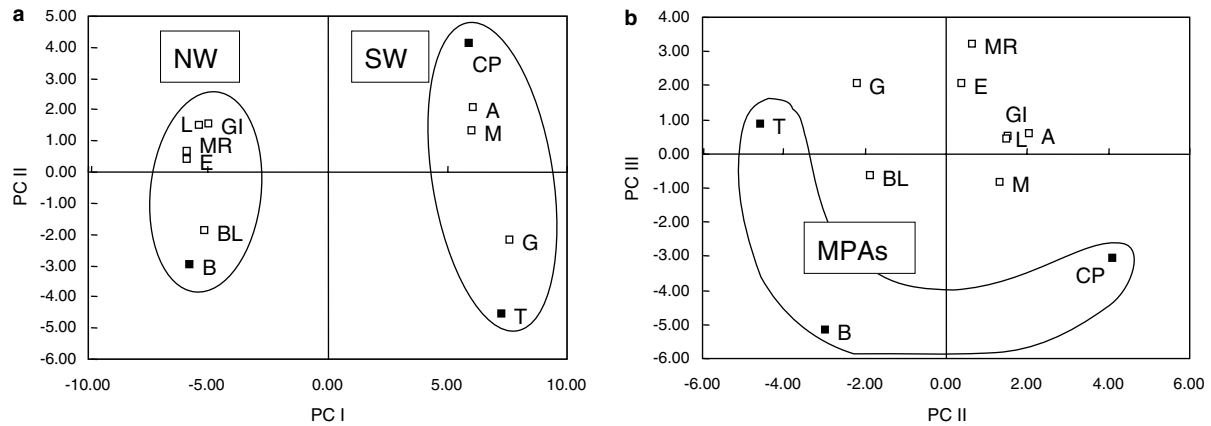 a
5.00
4.00
3.00
2.00
1.00
0.00
-1.00
-2.00
-3.00
-4.00
-5.00
-6.00
PC II
NW
SW
CP
A
M
L
GI
MR
E
BL
B
G
T
-10.00 -5.00 0.00 5.00 10.00
PC I
b
4.00
3.00
2.00
1.00
0.00
-1.00
-2.00
-3.00
-4.00
-5.00
-6.00
PC III
MR
G
E
T
GI
L
A
BL
M
MPAs
CP
B
-6.00 -4.00 -2.00 0.00 2.00 4.00 6.00
PC II